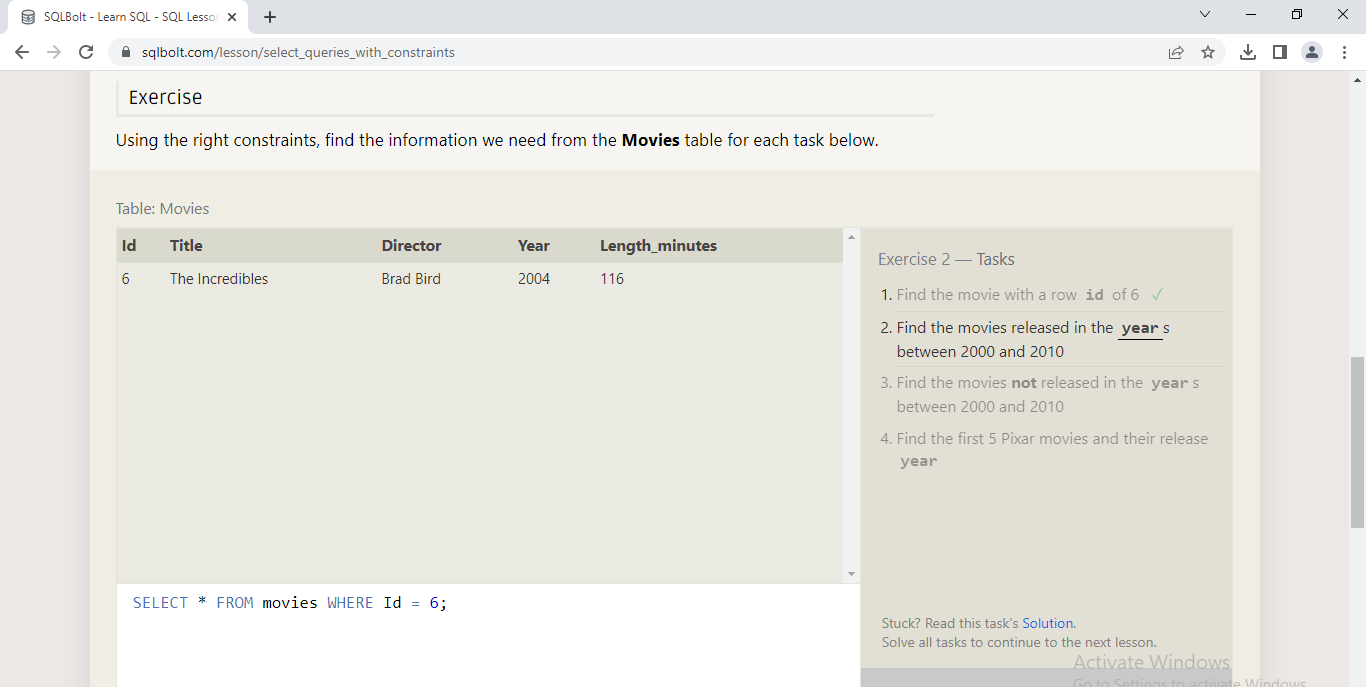 SQLBolt - Learn SQL - SQL Lesson
sqlbolt.com/lesson/select_queries_with_constraints
Exercise
Using the right constraints, find the information we need from the Movies table for each task below.
Table: Movies
Id Title Director Year Length_minutes
6 The Incredibles Brad Bird 2004 116
Exercise 2 — Tasks
1. Find the movie with a row id of 6 ✓
2. Find the movies released in the year s
between 2000 and 2010
3. Find the movies not released in the year s
between 2000 and 2010
4. Find the first 5 Pixar movies and their release
year
SELECT * FROM movies WHERE Id = 6;
Stuck? Read this task's Solution.
Solve all tasks to continue to the next lesson.
Activate Windows
Go to Settings to activate Windows.